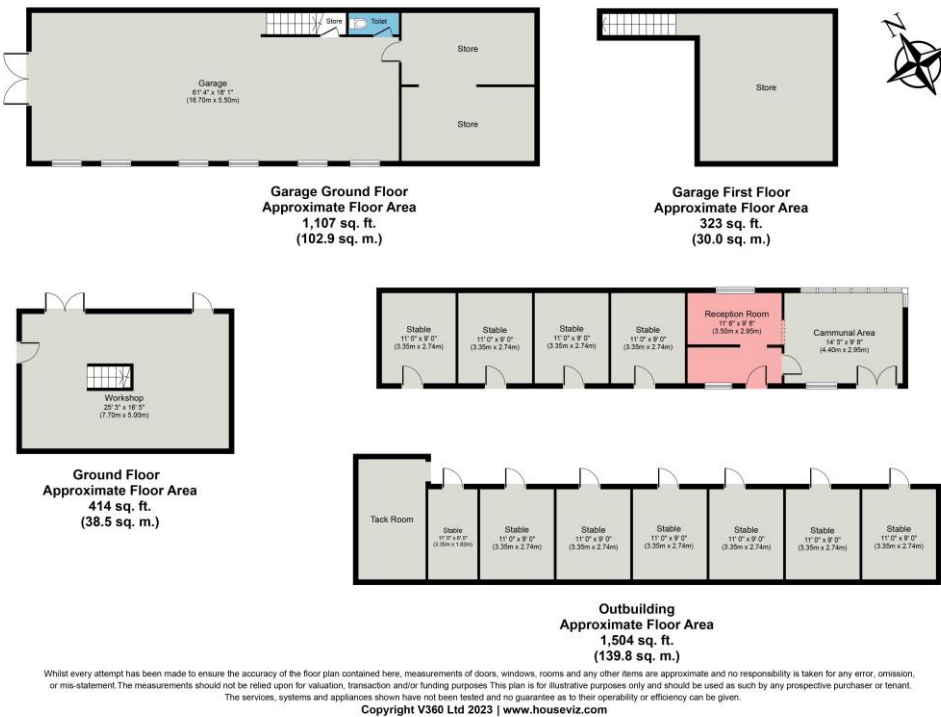 Store
Toilet
Store
Garage
61' 4" x 18' 1"
(18.70m x 5.50m)
Store
Garage Ground Floor
Approximate Floor Area
1,107 sq. ft.
(102.9 sq. m.)
N
Store
Garage First Floor
Approximate Floor Area
323 sq. ft.
(30.0 sq. m.)
Workshop
25' 3" x 16' 5"
(7.70m x 5.00m)
Ground Floor
Approximate Floor Area
414 sq. ft.
(38.5 sq. m.)
Stable
11' 0" x 9' 0"
(3.35m x 2.74m)
Stable
11' 0" x 9' 0"
(3.35m x 2.74m)
Stable
11' 0" x 9' 0"
(3.35m x 2.74m)
Stable
11' 0" x 9' 0"
(3.35m x 2.74m)
Reception Room
11' 6" x 9' 8"
(3.50m x 2.95m)
Cammunal Area
14' 5" x 9' 8"
(4.40m x 2.95m)
Tack Room
Stable
11' 0" x 6' 0"
(3.35m x 1.83m)
Stable
11' 0" x 9' 0"
(3.35m x 2.74m)
Stable
11' 0" x 9' 0"
(3.35m x 2.74m)
Stable
11' 0" x 9' 0"
(3.35m x 2.74m)
Stable
11' 0" x 9' 0"
(3.35m x 2.74m)
Stable
11' 0" x 9' 0"
(3.35m x 2.74m)
Stable
11' 0" x 9' 0"
(3.35m x 2.74m)
Outbuilding
Approximate Floor Area
1,504 sq. ft.
(139.8 sq. m.)
Whilst every attempt has been made to ensure the accuracy of the floor plan contained here, measurements of doors, windows, rooms and any other items are approximate and no responsibility is taken for any error, omission,
or mis-statement.The measurements should not be relied upon for valuation, transaction and/or funding purposes This plan is for illustrative purposes only and should be used as such by any prospective purchaser or tenant.
The services, systems and appliances shown have not been tested and no guarantee as to their operability or efficiency can be given.
Copyright V360 Ltd 2023 | www.houseviz.com